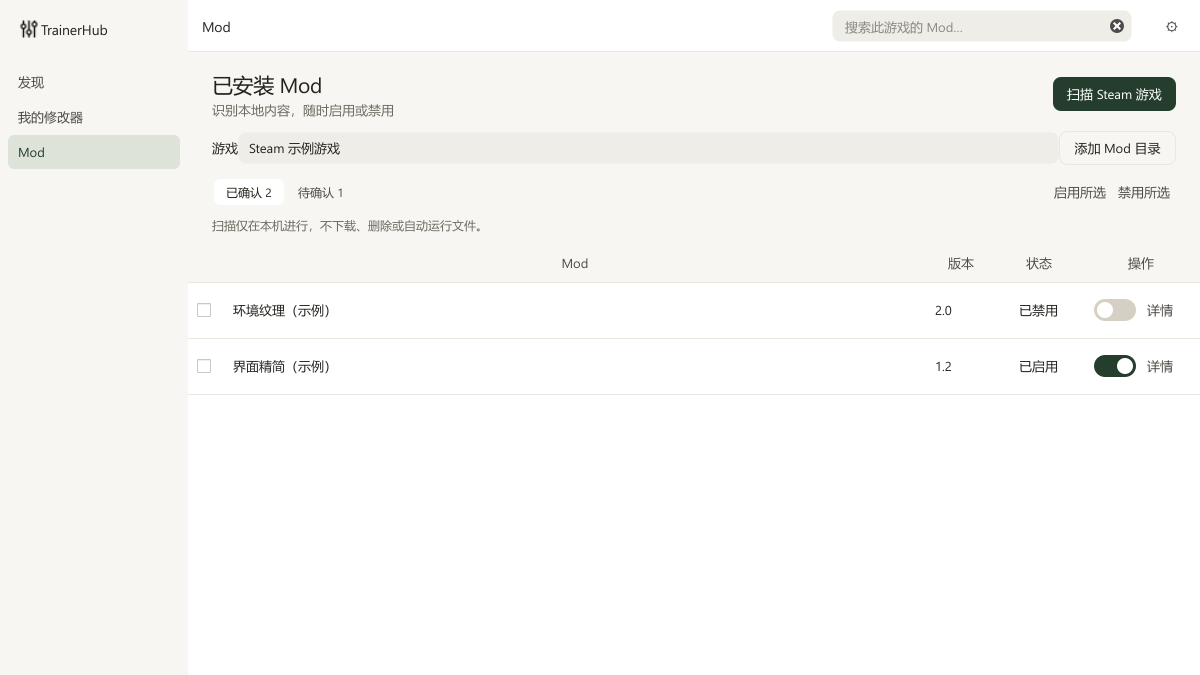 TrainerHub
发现
我的修改器
Mod
Mod
搜索此游戏的 Mod...
已安装 Mod
识别本地内容，随时启用或禁用
扫描 Steam 游戏
游戏 Steam 示例游戏
添加 Mod 目录
已确认 2 待确认 1
启用所选 禁用所选
扫描仅在本机进行，不下载、删除或自动运行文件。
Mod 版本 状态 操作
环境纹理（示例） 2.0 已禁用 详情
界面精简（示例） 1.2 已启用 详情